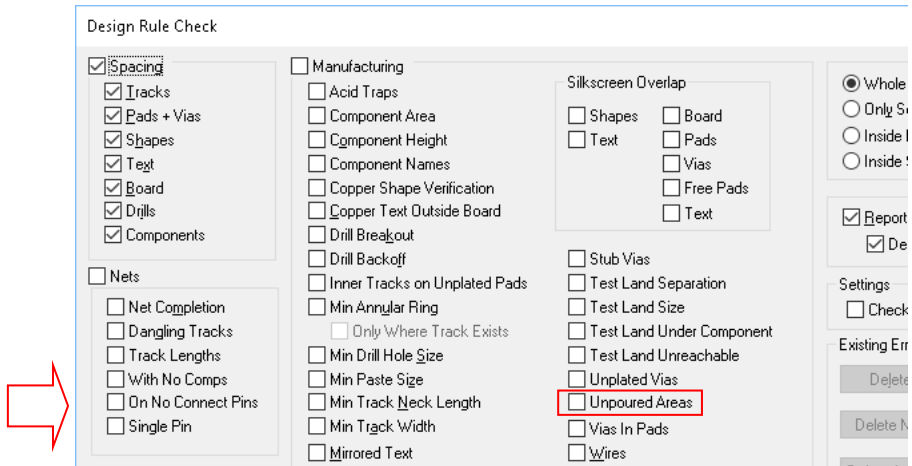 Design Rule Check
Spacing
Tracks
Pads + Vias
Shapes
Text
Board
Drills
Components
Nets
Net Completion
Dangling Tracks
Track Lengths
With No Comps
On No Connect Pins
Single Pin
Manufacturing
Acid Traps
Component Area
Component Height
Component Names
Copper Shape Verification
Copper Text Outside Board
Drill Breakout
Drill Backoff
Inner Tracks on Unplated Pads
Min Annular Ring
Only Where Track Exists
Min Drill Hole Size
Min Paste Size
Min Track Neck Length
Min Track Width
Mirrored Text
Silkscreen Overlap
Shapes
Text
Board
Pads
Vias
Free Pads
Text
Stub Vias
Test Land Separation
Test Land Size
Test Land Under Component
Test Land Unreachable
Unplated Vias
Unpoured Areas
Vias In Pads
Wires
Whole
Only Se
Inside
Inside
Report
De
Settings
Check
Existing Err
Delete
Delete N